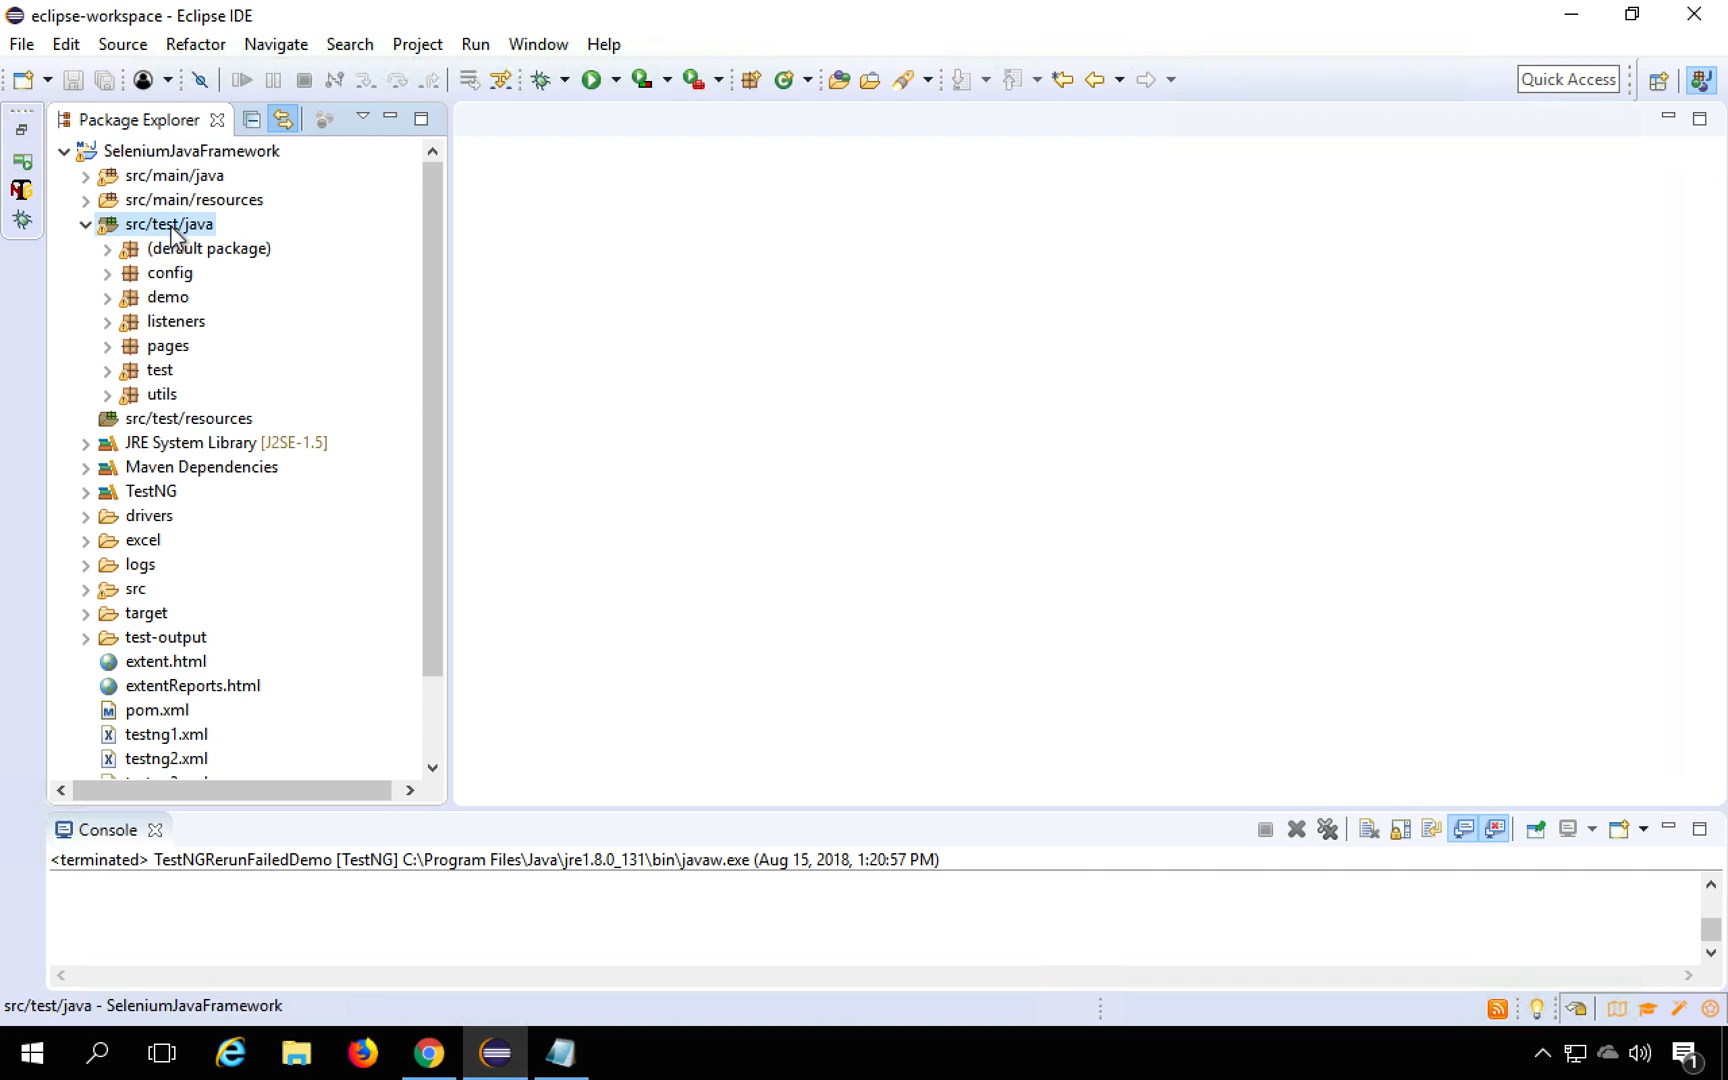 eclipse-workspace - Eclipse IDE
File Edit Source Refactor Navigate Search Project Run Window Help
Quick Access
Package Explorer
SeleniumJavaFramework
src/main/java
src/main/resources
src/test/java
(default package)
config
demo
listeners
pages
test
utils
src/test/resources
JRE System Library [J2SE-1.5]
Maven Dependencies
TestNG
drivers
excel
logs
src
target
test-output
extent.html
extentReports.html
pom.xml
testng1.xml
testng2.xml
Console
<terminated> TestNGRerunFailedDemo [TestNG] C:\Program Files\Java\jre1.8.0_131\bin\javaw.exe (Aug 15, 2018, 1:20:57 PM)
src/test/java - SeleniumJavaFramework
1